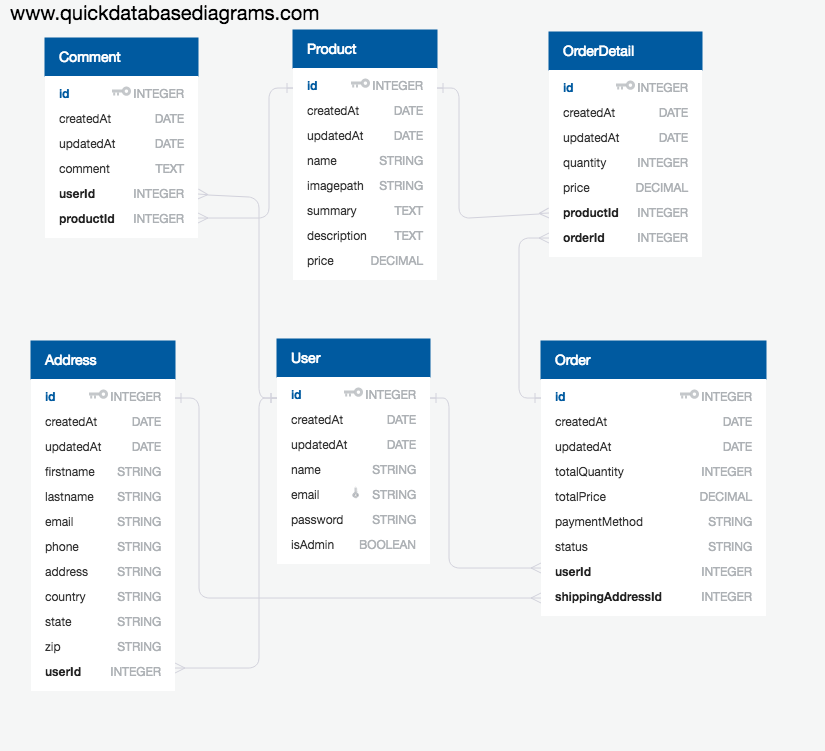 www.quickdatabasediagrams.com
Comment
id INTEGER
createdAt DATE
updatedAt DATE
comment TEXT
userId INTEGER
productId INTEGER
Product
id INTEGER
createdAt DATE
updatedAt DATE
name STRING
imagepath STRING
summary TEXT
description TEXT
price DECIMAL
OrderDetail
id INTEGER
createdAt DATE
updatedAt DATE
quantity INTEGER
price DECIMAL
productId INTEGER
orderId INTEGER
Address
id INTEGER
createdAt DATE
updatedAt DATE
firstname STRING
lastname STRING
email STRING
phone STRING
address STRING
country STRING
state STRING
zip STRING
userId INTEGER
User
id INTEGER
createdAt DATE
updatedAt DATE
name STRING
email STRING
password STRING
isAdmin BOOLEAN
Order
id INTEGER
createdAt DATE
updatedAt DATE
totalQuantity INTEGER
totalPrice DECIMAL
paymentMethod STRING
status STRING
userId INTEGER
shippingAddressId INTEGER